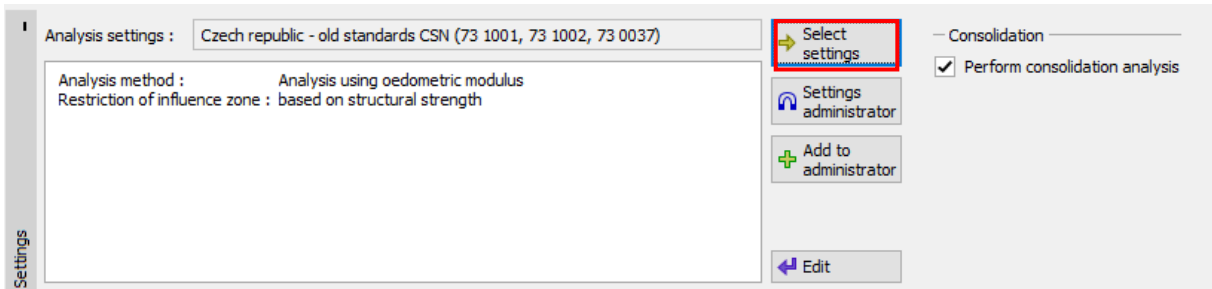 Analysis settings : Czech republic - old standards CSN (73 1001, 73 1002, 73 0037)
Select
settings
Consolidation
Perform consolidation analysis
Analysis method : Analysis using oedometric modulus
Restriction of influence zone : based on structural strength
Settings
administrator
Add to
administrator
Edit
Settings